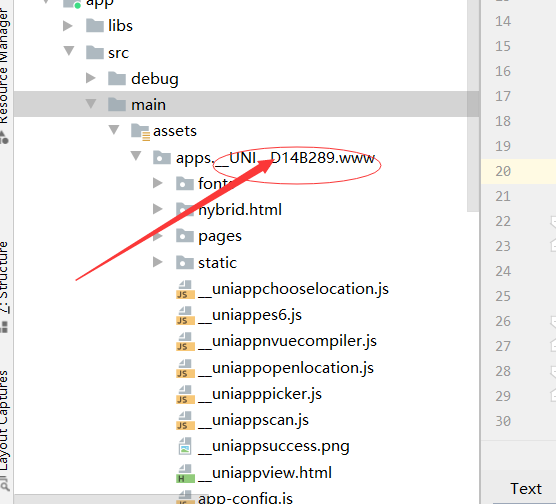 app
libs
src
debug
main
assets
apps.__UNI__D14B289.www
fonts
hybrid.html
pages
static
__uniappchooselocation.js
__uniappes6.js
__uniappnvuecompiler.js
__uniappopenlocation.js
__uniapppicker.js
__uniappscan.js
__uniappsuccess.png
__uniappview.html
app-config.js
Resource Manager
7: Structure
Layout Captures
14
15
16
17
18
19
20
21
22
23
24
25
26
27
28
29
30
Text